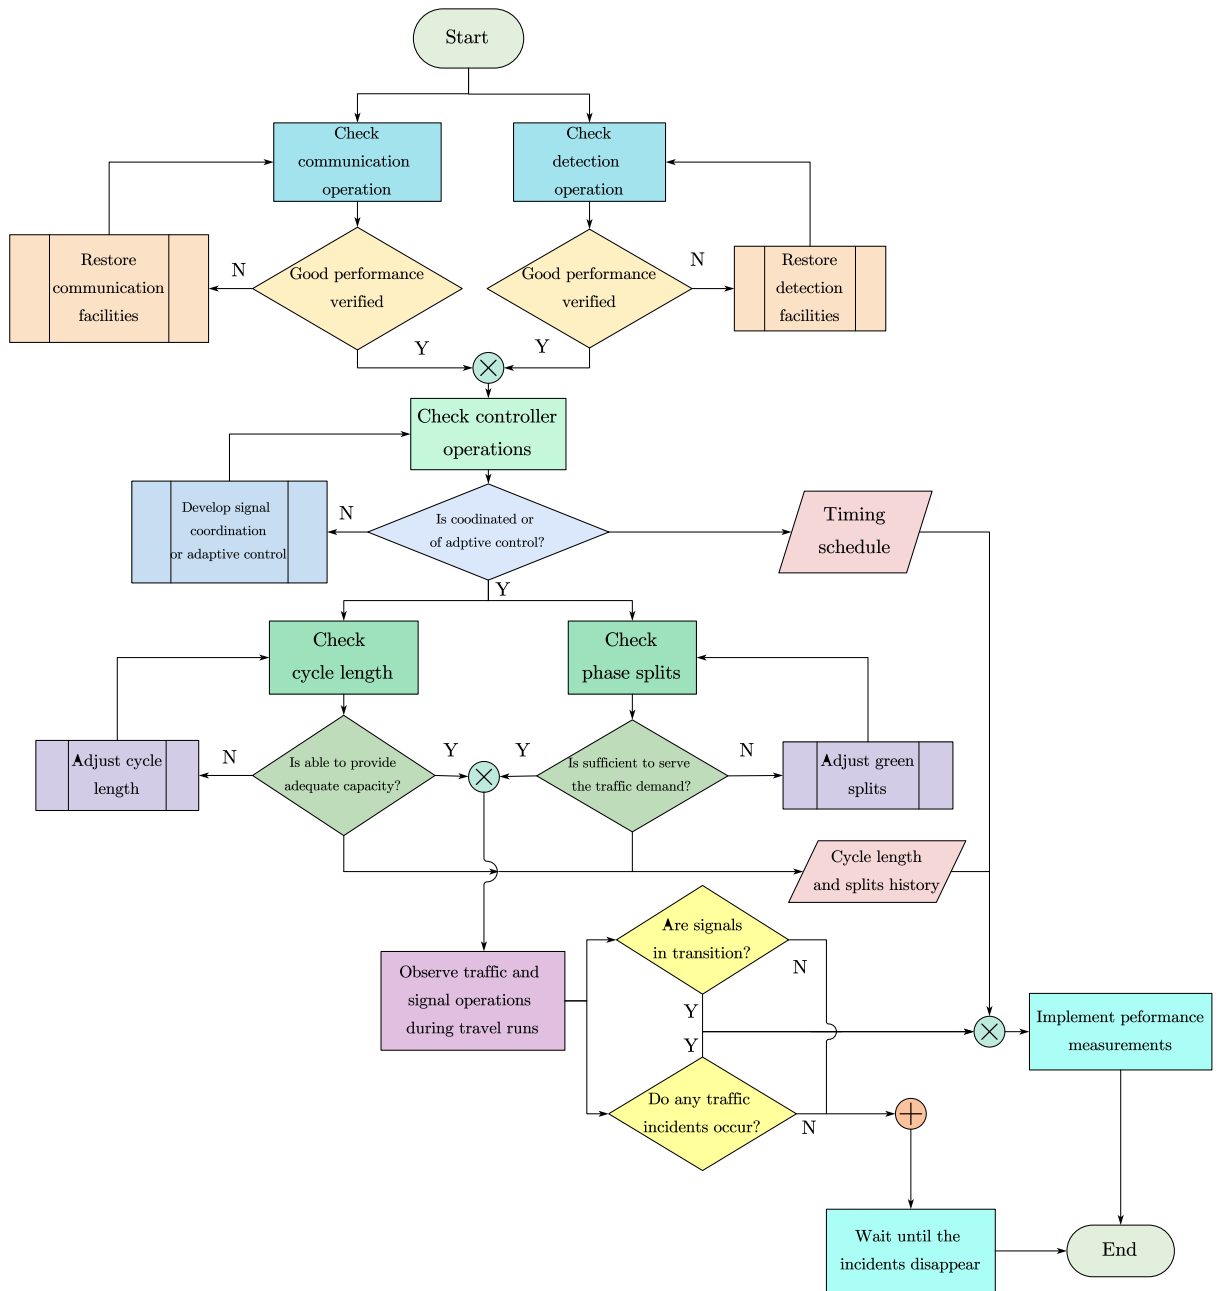 Start
Check
communication
operation
Check
detection
operation
Restore
communication
facilities
N
Good performance
verified
Good performance
verified
N
Restore
detection
facilities
Y
Y
Check controller
operations
Develop signal
coordination
or adaptive control
N
Is coodinated or
of adptive control?
Timing
schedule
Y
Check
cycle length
Check
phase splits
Adjust cycle
length
N
Is able to provide
adequate capacity?
Y
Y
Is sufficient to serve
the traffic demand?
N
Adjust green
splits
Cycle length
and splits history
Are signals
in transition?
N
Observe traffic and
signal operations
during travel runs
Y
Y
Implement peformance
measurements
Do any traffic
incidents occur?
N
Wait until the
incidents disappear
End